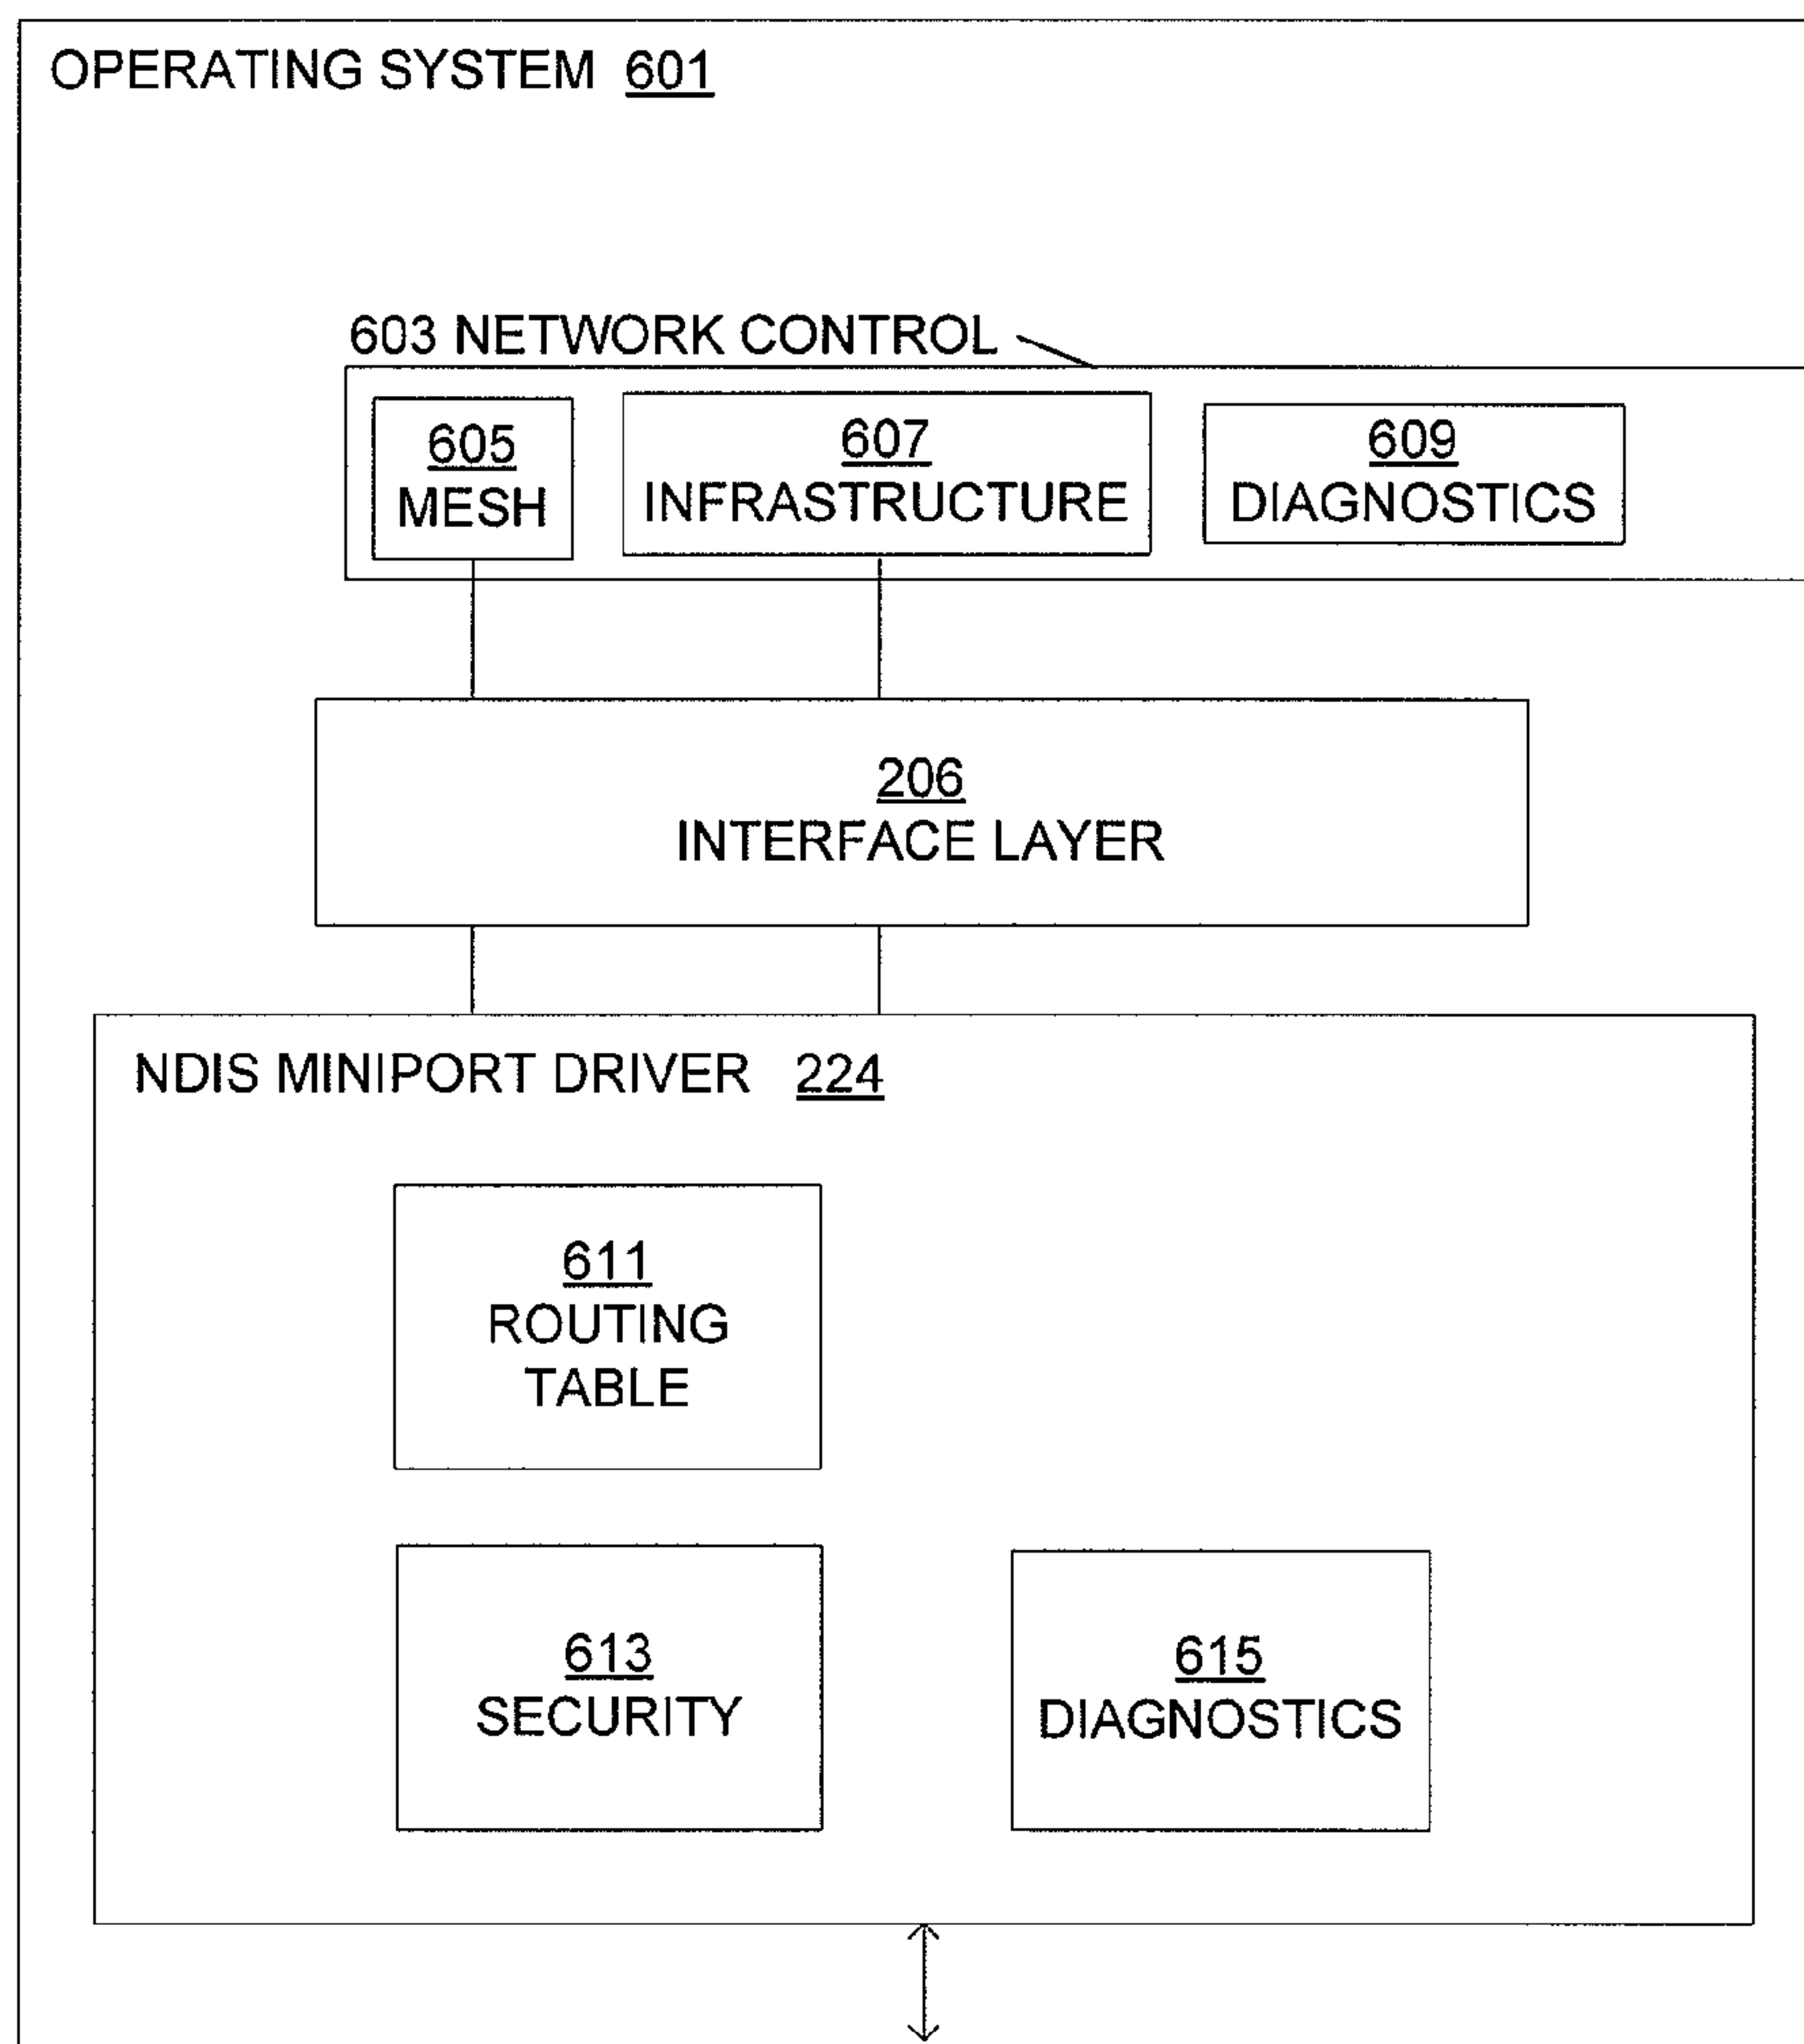 OPERATING SYSTEM 601
603 NETWORK CONTROL
605
MESH
607
INFRASTRUCTURE
609
DIAGNOSTICS
206
INTERFACE LAYER
NDIS MINIPORT DRIVER 224
611
ROUTING
TABLE
613
SECURITY
615
DIAGNOSTICS